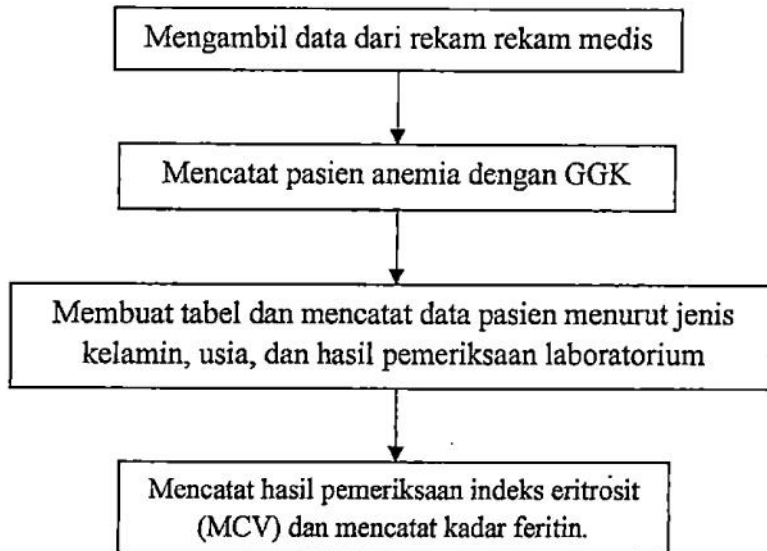 Mengambil data dari rekam rekam medis
Mencatat pasien anemia dengan GGK
Membuat tabel dan mencatat data pasien menurut jenis
kelamin, usia, dan hasil pemeriksaan laboratorium
Mencatat hasil pemeriksaan indeks eritrosit
(MCV) dan mencatat kadar feritin.